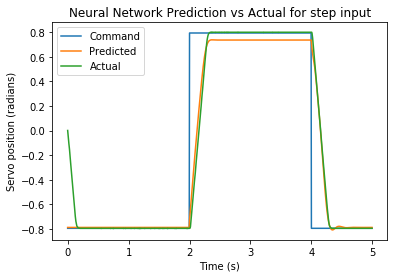 Neural Network Prediction vs Actual for step input
Command
Predicted
Actual
Servo position (radians)
0.8
0.6
0.4
0.2
0.0
−0.2
−0.4
−0.6
−0.8
0 1 2 3 4 5
Time (s)